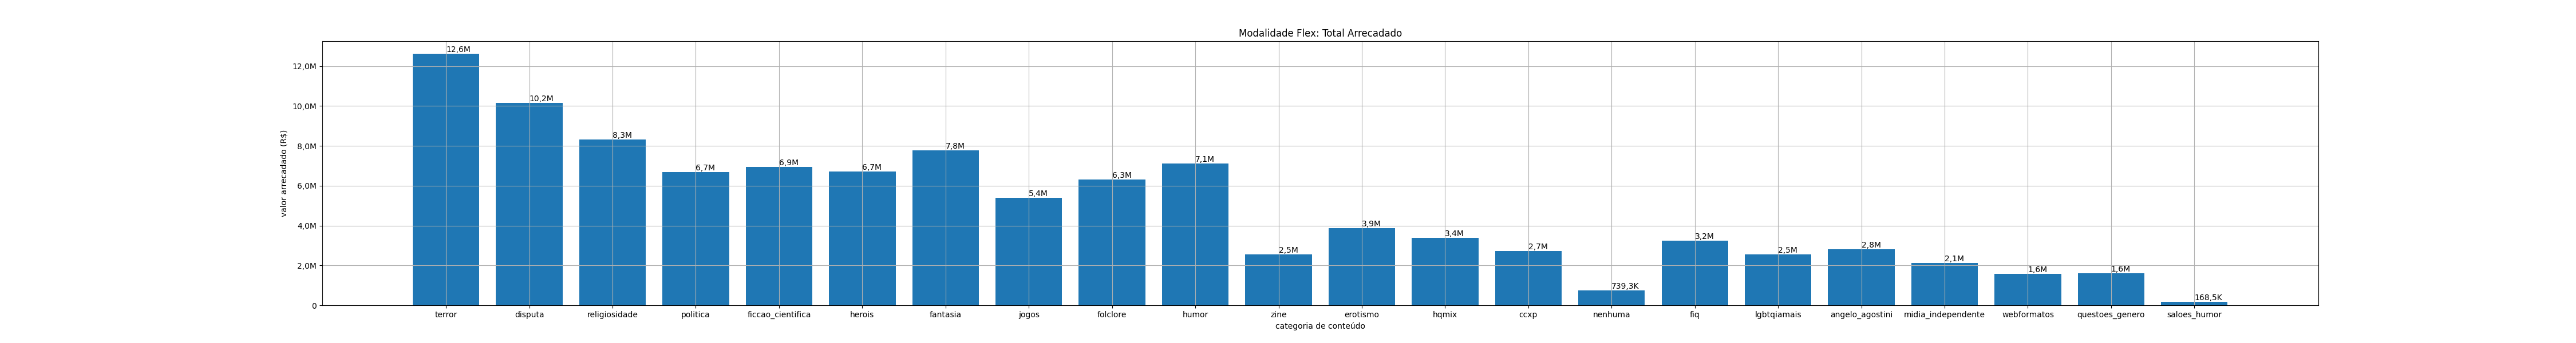 Modalidade Flex: Total Arrecadado
valor arrecadado (R$)
12,0M
10,0M
8,0M
6,0M
4,0M
2,0M
0
12,6M
10,2M
8,3M
6,7M
6,9M
6,7M
7,8M
5,4M
6,3M
7,1M
2,5M
3,9M
3,4M
2,7M
739,3K
3,2M
2,5M
2,8M
2,1M
1,6M
1,6M
168,5K
terror disputa religiosidade politica ficcao_cientifica herois fantasia jogos folclore humor zine erotismo hqmix ccxp nenhuma fiq lgbtqiamais angelo_agostini midia_independente webformatos questoes_genero saloes_humor
categoria de conteúdo